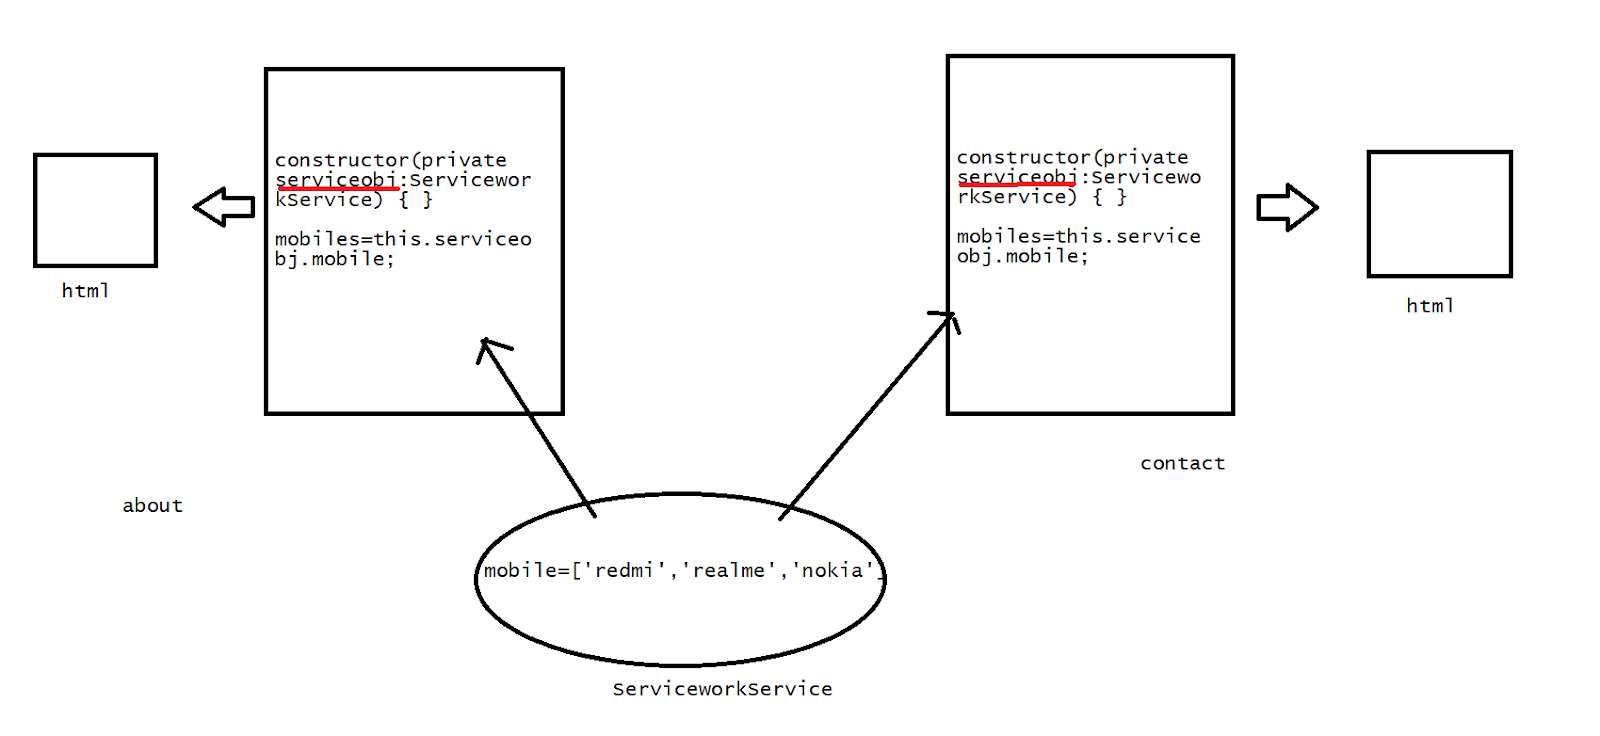 constructor(private
serviceobj:Servicewor
kService) { }
mobiles=this.serviceo
bj.mobile;
html
about
constructor(private
serviceobj:Servicewo
rkService) { }
mobiles=this.service
obj.mobile;
html
contact
mobile=['redmi','realme','nokia']
ServiceworkService